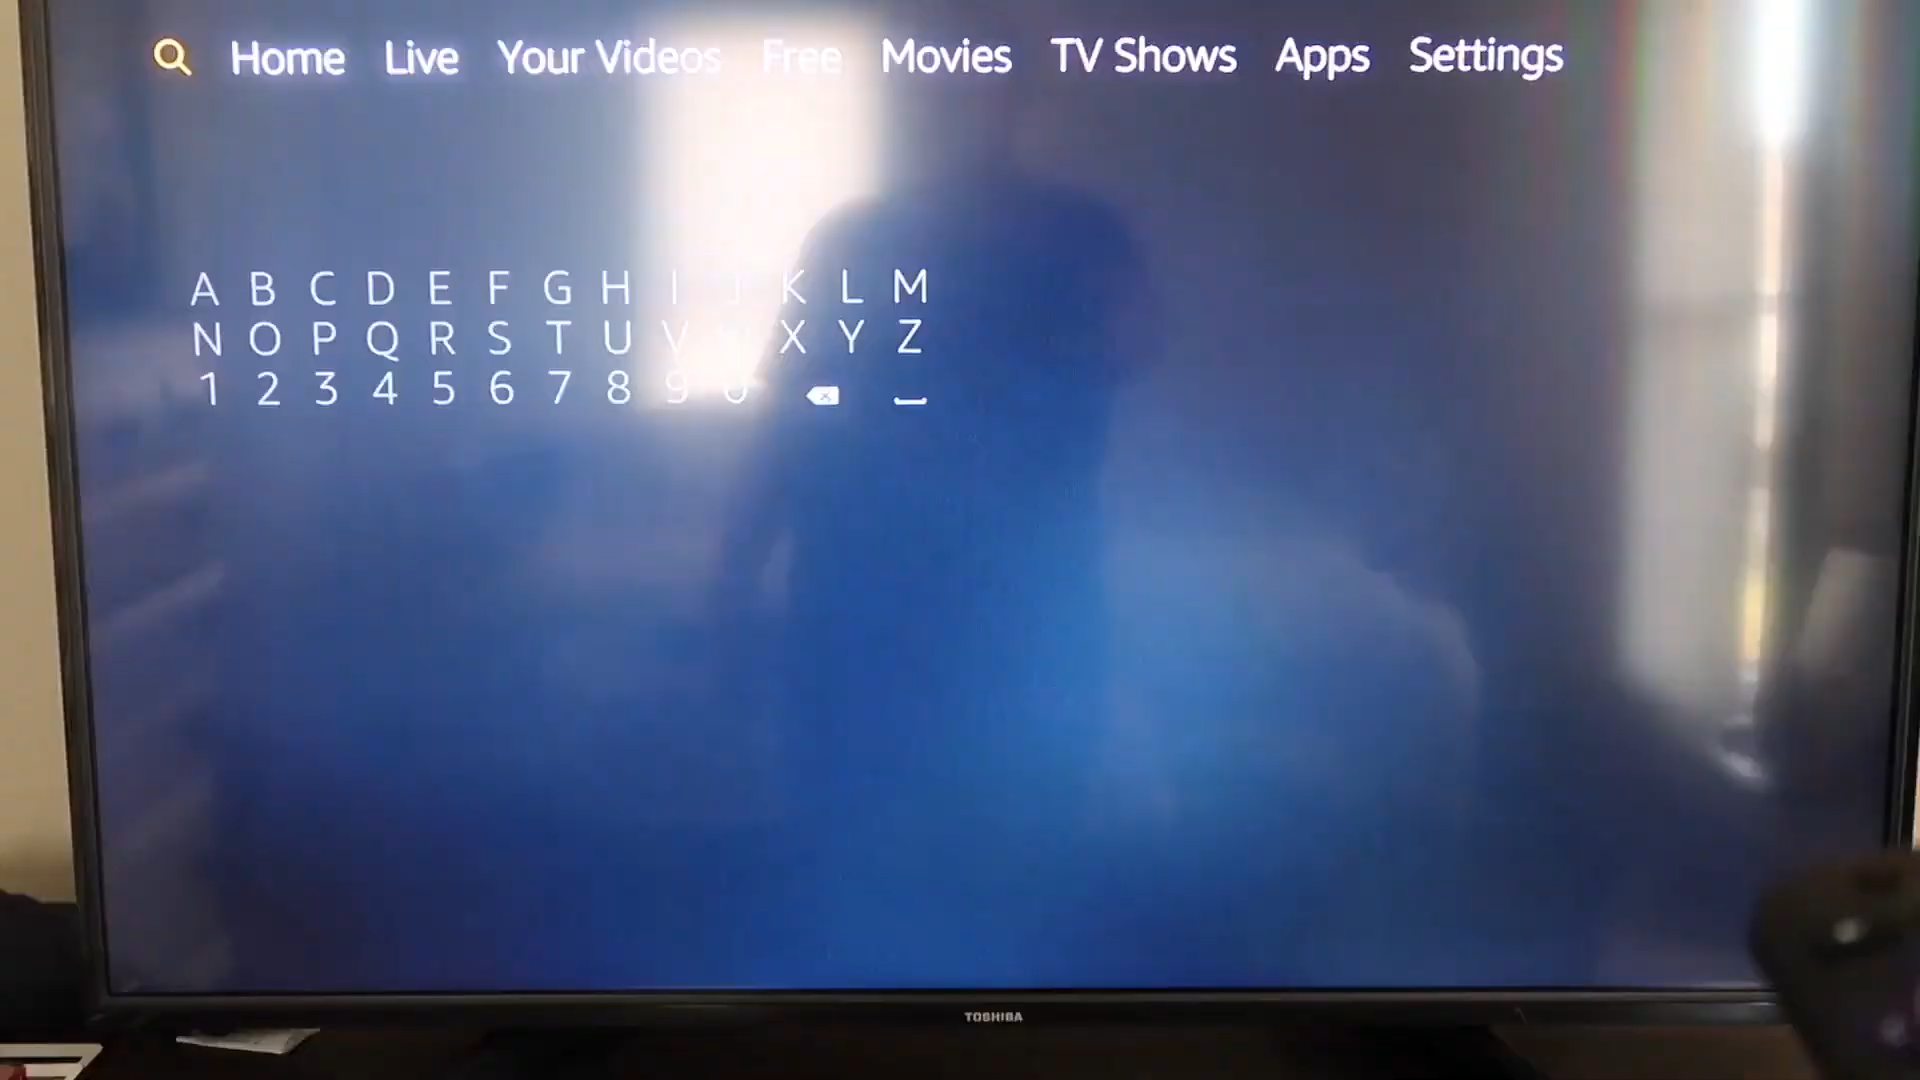 Home Live Your Videos Free Movies TV Shows Apps Settings
A B C D E F G H I J K L M
N O P Q R S T U V W X Y Z
1 2 3 4 5 6 7 8 9 0
TOSHIBA